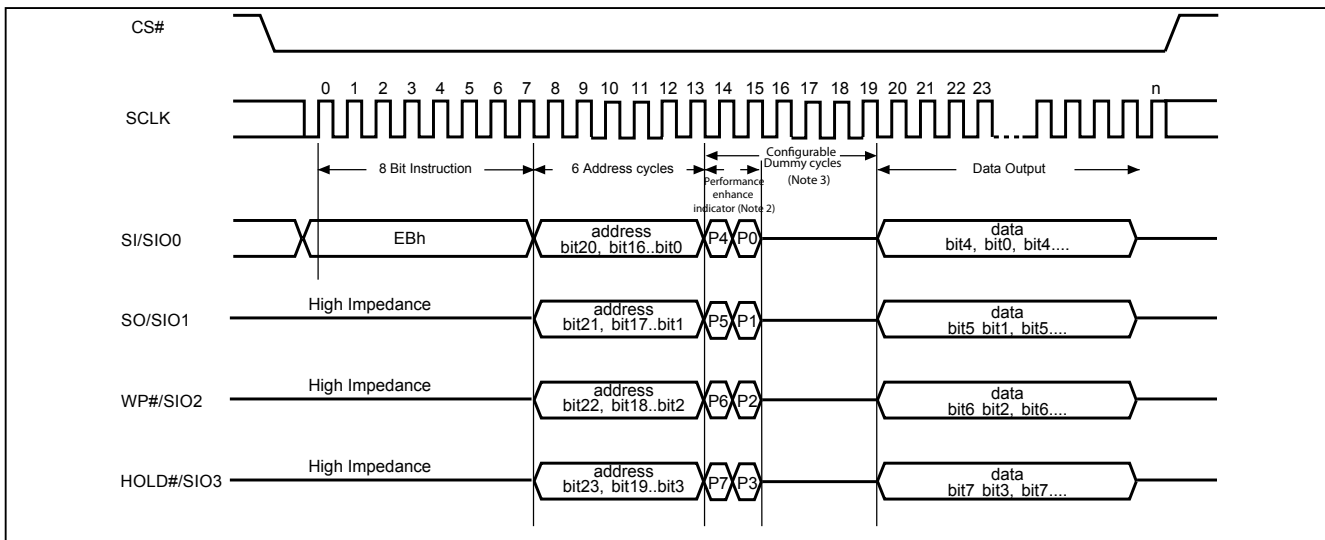 CS#
0 1 2 3 4 5 6 7 8 9 10 11 12 13 14 15 16 17 18 19 20 21 22 23 n
SCLK
8 Bit Instruction
6 Address cycles
Configurable
Dummy cycles
(Note 3)
Data Output
Performance
enhance
indicator (Note 2)
SI/SIO0
EBh
address
bit20, bit16..bit0
P4 P0
data
bit4, bit0, bit4....
SO/SIO1
High Impedance
address
bit21, bit17..bit1
P5 P1
data
bit5 bit1, bit5....
WP#/SIO2
High Impedance
address
bit22, bit18..bit2
P6 P2
data
bit6 bit2, bit6....
HOLD#/SIO3
High Impedance
address
bit23, bit19..bit3
P7 P3
data
bit7 bit3, bit7....